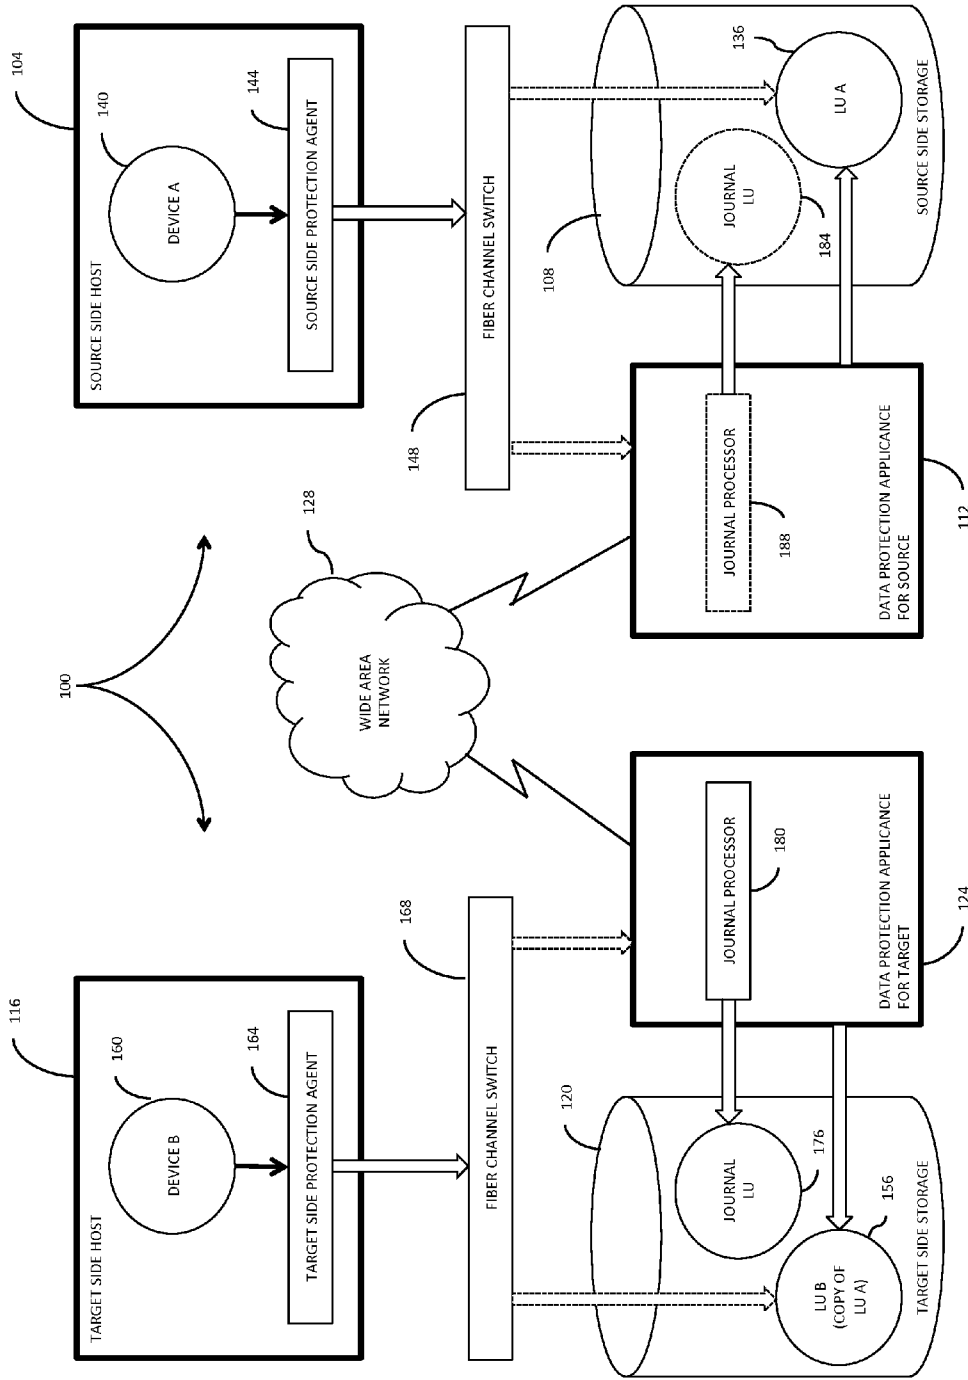 116
100
104
TARGET SIDE HOST
SOURCE SIDE HOST
160
140
DEVICE B
DEVICE A
164
144
TARGET SIDE PROTECTION AGENT
SOURCE SIDE PROTECTION AGENT
128
WIDE AREA
NETWORK
168
148
FIBER CHANNEL SWITCH
FIBER CHANNEL SWITCH
120
108
JOURNAL
LU
JOURNAL PROCESSOR
JOURNAL PROCESSOR
JOURNAL
LU
136
176
180
188
184
LU B
(COPY OF
LU A)
LU A
156
DATA PROTECTION APPLICANCE
FOR TARGET
DATA PROTECTION APPLICANCE
FOR SOURCE
TARGET SIDE STORAGE
SOURCE SIDE STORAGE
124
112